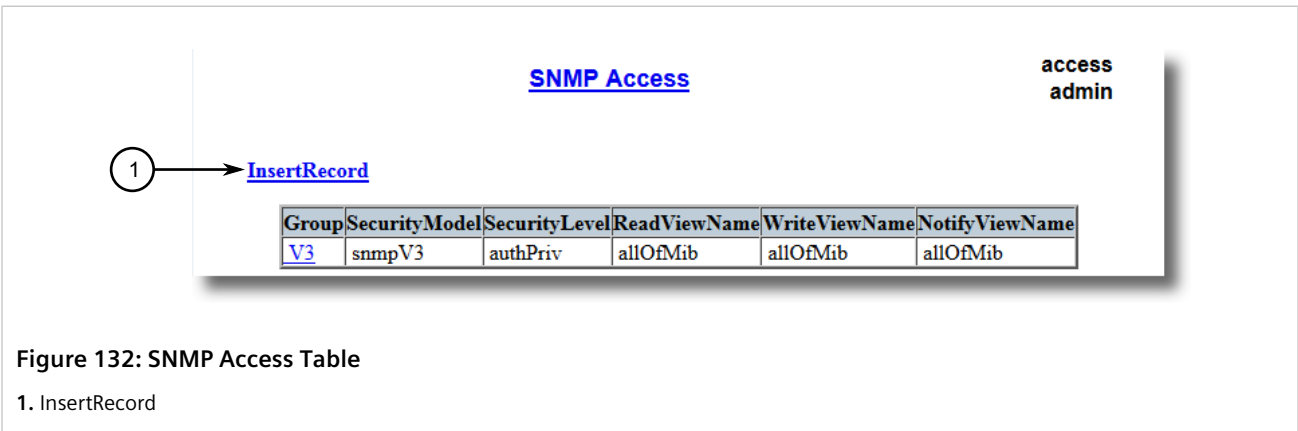 SNMP Access
access
admin
1
InsertRecord
Group SecurityModel SecurityLevel ReadViewName WriteViewName NotifyViewName
V3 snmpV3 authPriv allOfMib allOfMib allOfMib
Figure 132: SNMP Access Table
1. InsertRecord